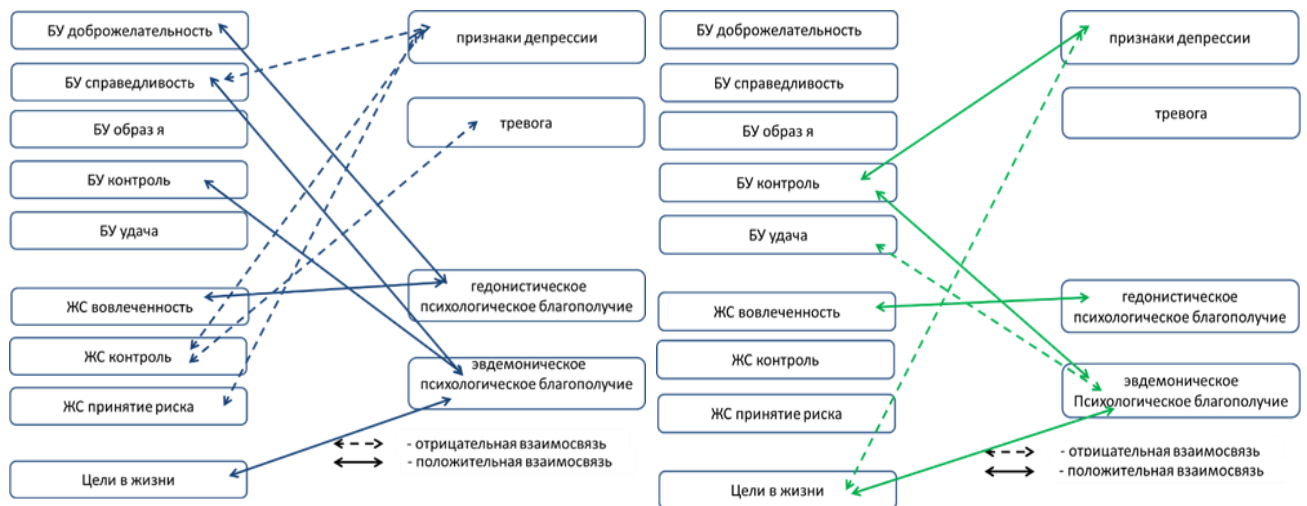 БУ доброжелательность
БУ справедливость
БУ образ я
БУ контроль
БУ удача
ЖС вовлеченность
ЖС контроль
ЖС принятие риска
Цели в жизни
признаки депрессии
тревога
гедонистическое
психологическое благополучие
эвдемоническое
психологическое благополучие
- отрицательная взаимосвязь
- положительная взаимосвязь
БУ доброжелательность
БУ справедливость
БУ образ я
БУ контроль
БУ удача
ЖС вовлеченность
ЖС контроль
ЖС принятие риска
Цели в жизни
признаки депрессии
тревога
гедонистическое
психологическое благополучие
эвдемоническое
Психологическое благополучие
- отрицательная взаимосвязь
- положительная взаимосвязь